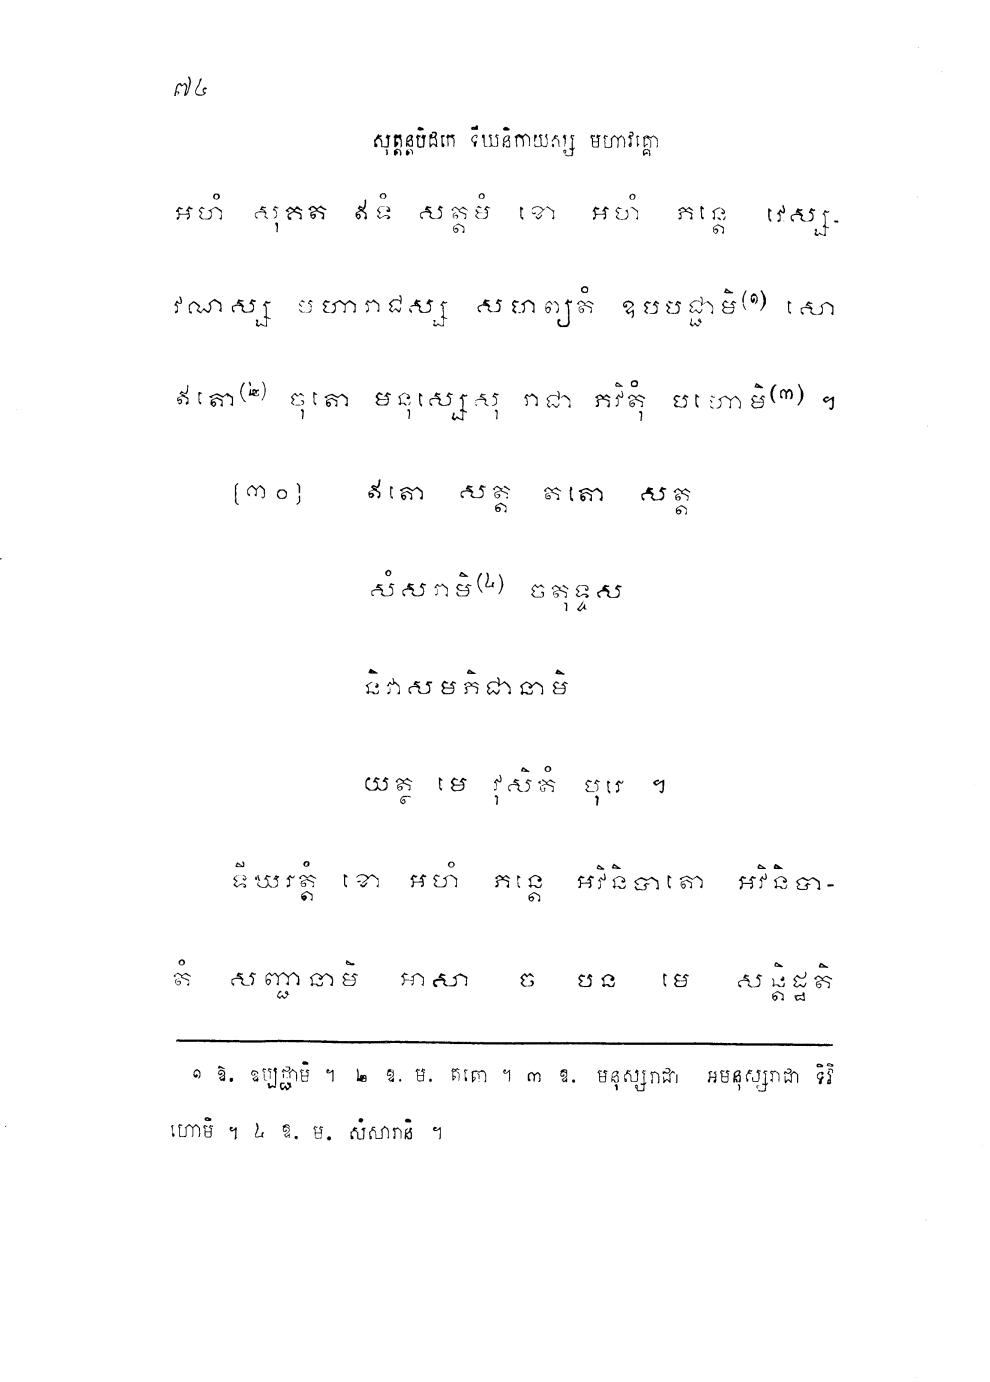 ៧៤
សុត្តន្តបិដកេ ទីឃនិកាយស្ស មហាវគ្គោ
អហំ សុគត ឥទំ សត្តមំ ខោ អហំ ភន្តេ វេស្ស-
វណស្ស មហារាជស្ស សហព្យតំ ឧបបជ្ជាមិ(១) សោ
ឥតោ(២) ចុតោ មនុស្សេសុ រាជា ភវិតុំ បហោមិ(៣) ។
[៣០] ឥតោ សត្ត តតោ សត្ត
សំសរាមិ(៤) ចតុទ្ទស
និវាសមភិជានាមិ
យត្ថ មេ វុសិតំ បុរេ ។
ទីឃរត្តំ ខោ អហំ ភន្តេ អវិនិបាតោ អវិនិបា-
តំ សញ្ជានាមិ អាសា ច បន មេ សន្តិដ្ឋតិ
១ ឱ. ឧប្បជ្ជាមិ ។ ២ ឧ. ម. តតោ ។ ៣ ឧ. មនុស្សរាជា អមនុស្សរាជា ទិវិ
ហោមិ ។ ៤ ឧ. ម. សំសារានិ ។